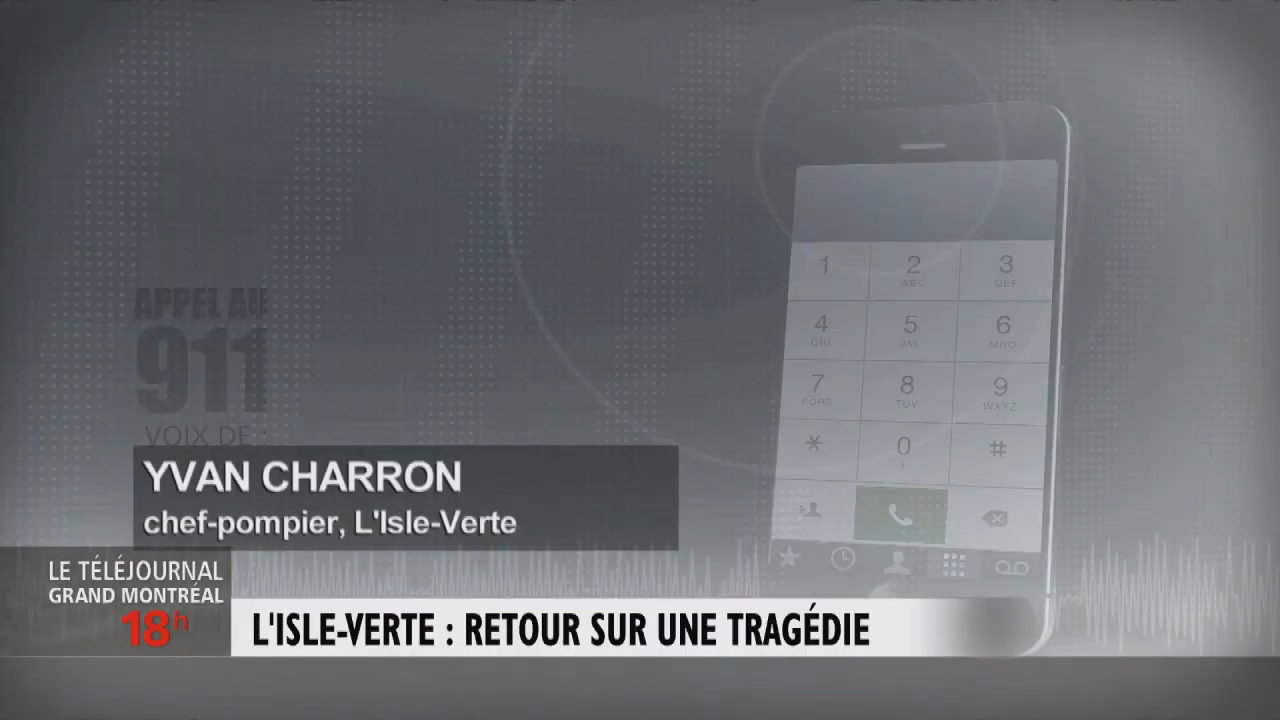 APPEL AU
911
VOIX DE :
YVAN CHARRON
chef-pompier, L'Isle-Verte
1
2
ABC
3
DEF
4
GHI
5
JKL
6
MNO
7
PQRS
8
TUV
9
WXYZ
*
0
+
#
LE TÉLÉJOURNAL
GRAND MONTRÉAL
18h
L'ISLE-VERTE : RETOUR SUR UNE TRAGÉDIE